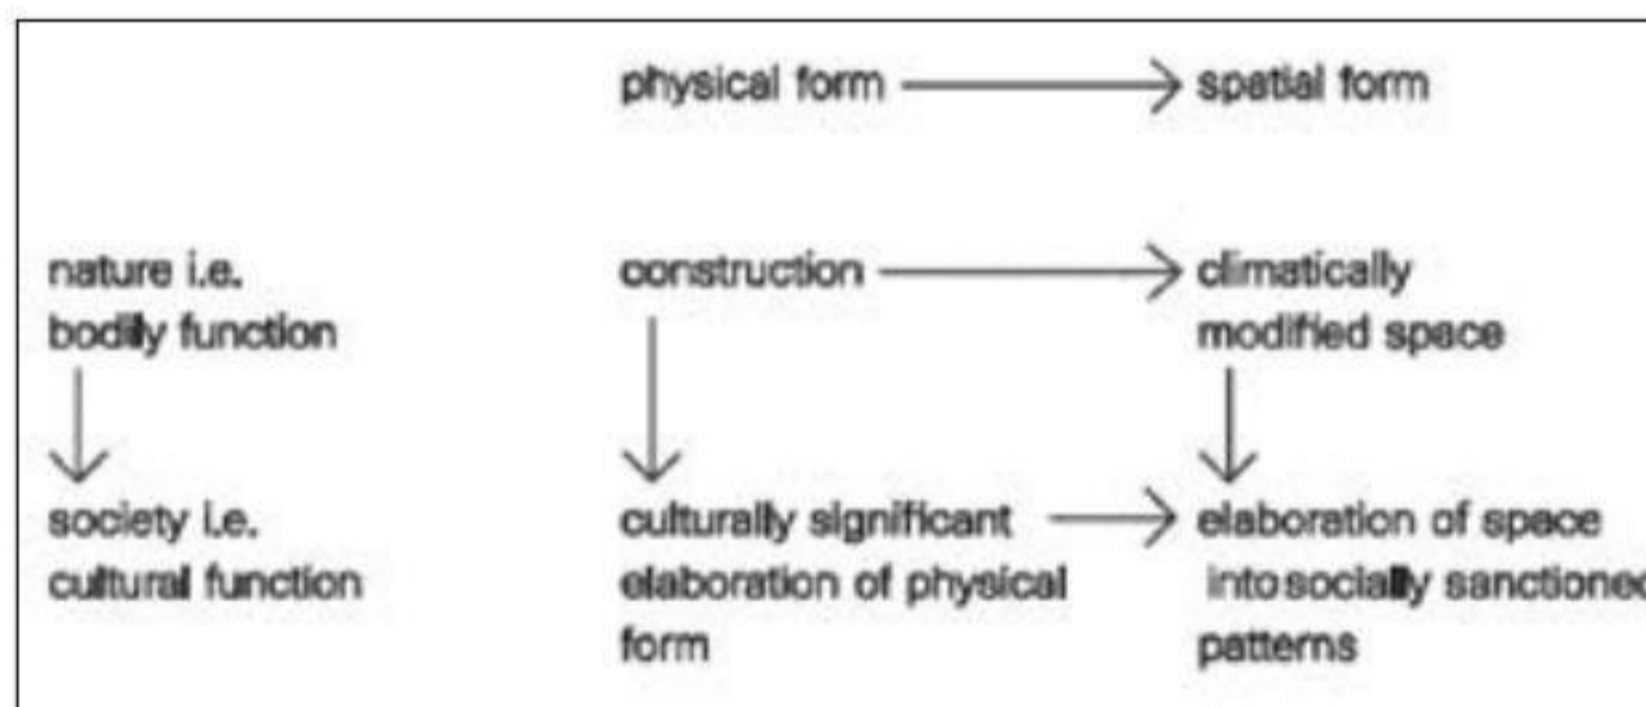 physical form spatial form
nature i.e. construction climatically
bodily function modified space
society i.e. culturally significant elaboration of space
cultural function elaboration of physical into socially sanctioned
form patterns